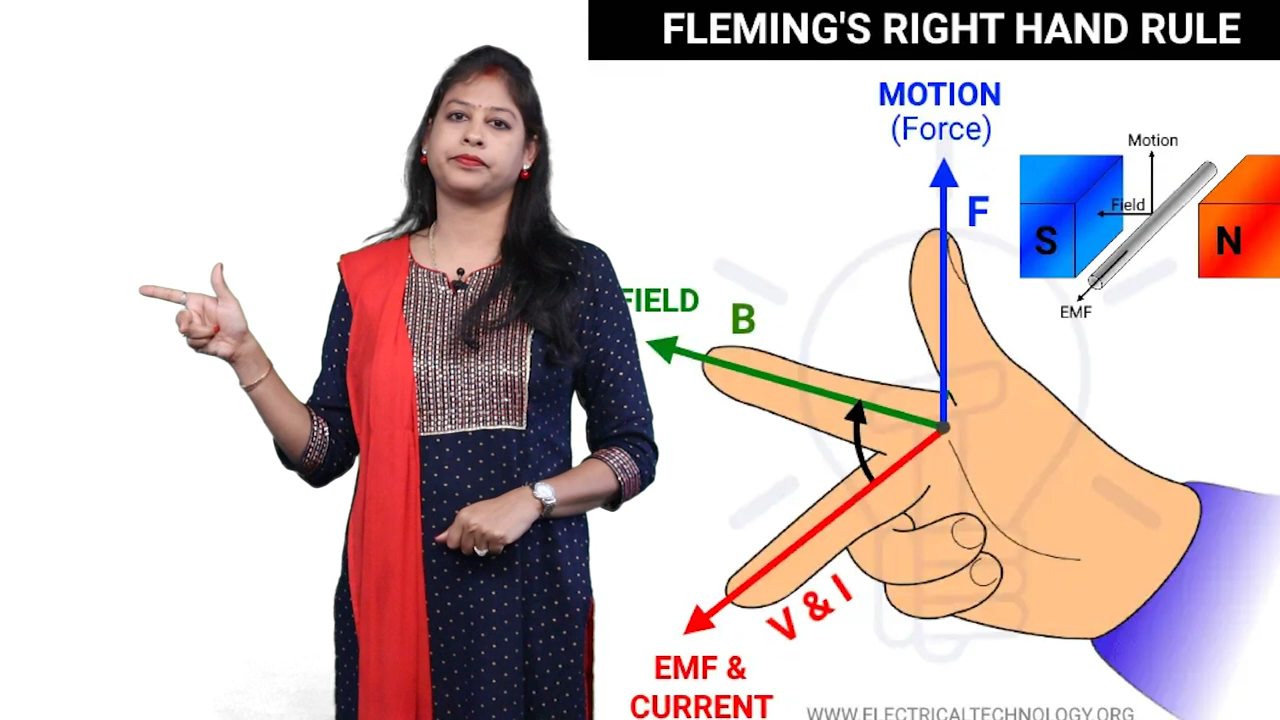 FLEMING'S RIGHT HAND RULE
MOTION
(Force)
F
Motion
Field
S
N
EMF
FIELD
B
V & I
EMF &
CURRENT
WWW.ELECTRICALTECHNOLOGY.ORG